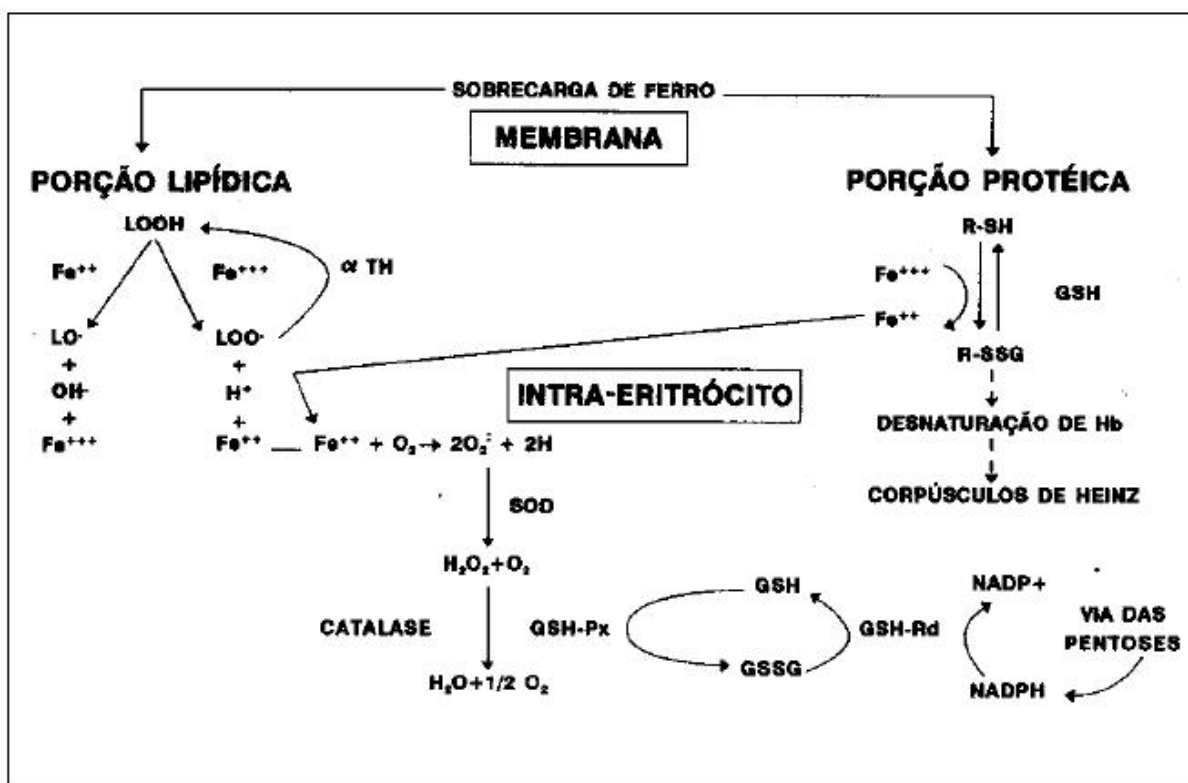 SOBRECARGA DE FERRO
MEMBRANA
PORÇÃO LIPÍDICA
PORÇÃO PROTÉICA
LOOH
R-SH
Fe⁺⁺
Fe⁺⁺⁺
α TH
Fe⁺⁺⁺
GSH
Fe⁺⁺
LO·
LOO·
R-SSG
+
+
OH-
H⁺
INTRA-ERITRÓCITO
+
+
DESNATURAÇÃO DE Hb
Fe⁺⁺⁺
Fe⁺⁺
Fe⁺⁺ + O₂→ 2O₂⁻· + 2H
CORPÚSCULOS DE HEINZ
SOD
H₂O₂+O₂
GSH
NADP+
CATALASE
GSH-Px
GSH-Rd
VIA DAS
PENTOSES
GSSG
NADPH
H₂O+1/2 O₂